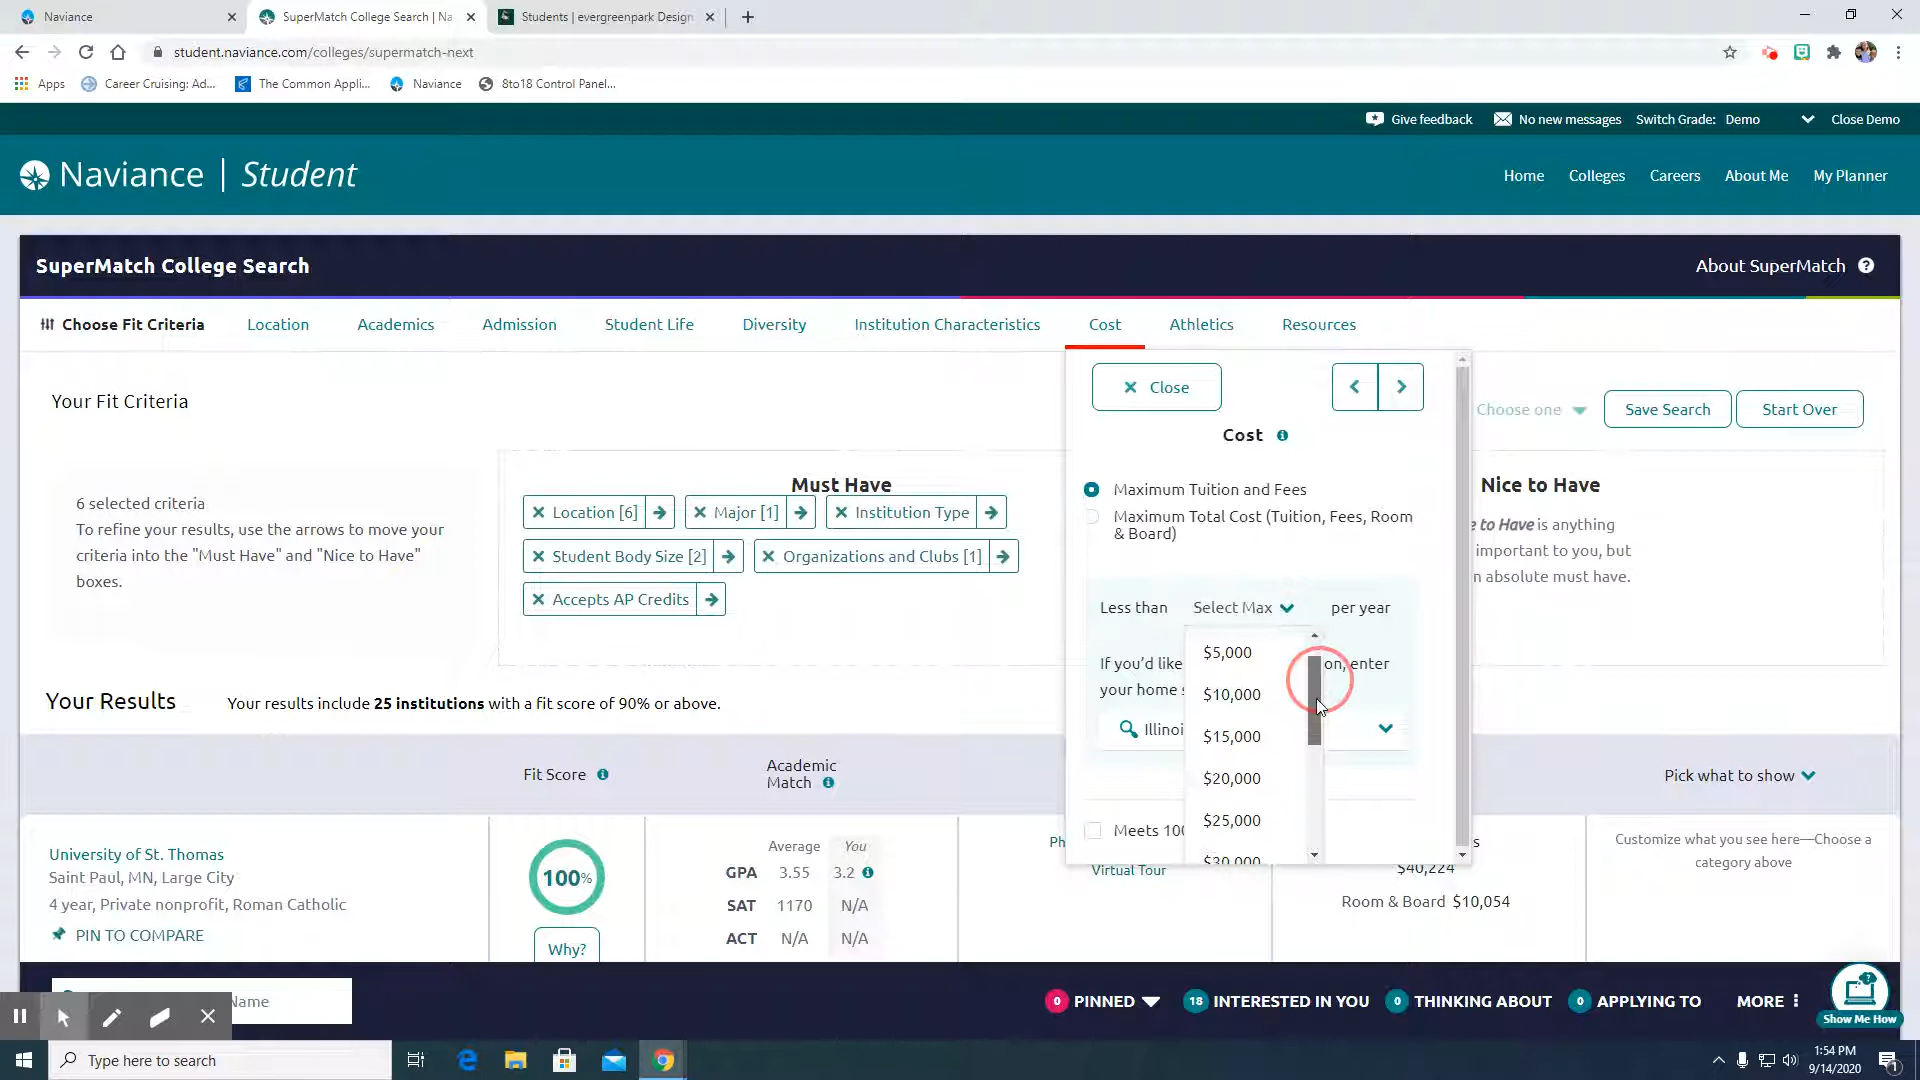 Naviance
SuperMatch College Search | Na
Students | evergreenpark Design
student.naviance.com/colleges/supermatch-next
Apps
Career Cruising: Ad...
The Common Appli...
Naviance
8to18 Control Panel...
Give feedback
No new messages
Switch Grade: Demo
Close Demo
Naviance | Student
Home
Colleges
Careers
About Me
My Planner
SuperMatch College Search
About SuperMatch
Choose Fit Criteria
Location
Academics
Admission
Student Life
Diversity
Institution Characteristics
Cost
Athletics
Resources
Your Fit Criteria
Choose one
Save Search
Start Over
6 selected criteria
To refine your results, use the arrows to move your
criteria into the "Must Have" and "Nice to Have"
boxes.
Must Have
Location [6]
Major [1]
Institution Type
Student Body Size [2]
Organizations and Clubs [1]
Accepts AP Credits
Close
Cost
Maximum Tuition and Fees
Maximum Total Cost (Tuition, Fees, Room
& Board)
Less than Select Max per year
$5,000
$10,000
$15,000
$20,000
$25,000
$30,000
If you'd like on, enter
your home s
Illinoi
Meets 100
Nice to Have
e to Have is anything
important to you, but
n absolute must have.
Your Results
Your results include 25 institutions with a fit score of 90% or above.
Fit Score
Academic
Match
Pick what to show
University of St. Thomas
Saint Paul, MN, Large City
4 year, Private nonprofit, Roman Catholic
PIN TO COMPARE
100%
Why?
Average You
GPA 3.55 3.2
SAT 1170 N/A
ACT N/A N/A
Ph
Virtual Tour
s
$40,224
Room & Board $10,054
Customize what you see here—Choose a
category above
Name
0 PINNED
18 INTERESTED IN YOU
0 THINKING ABOUT
0 APPLYING TO
MORE
Show Me How
Type here to search
1:54 PM
9/14/2020
1